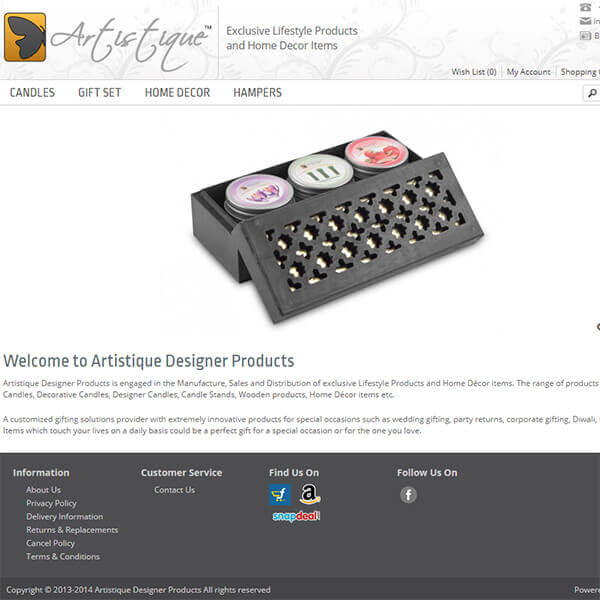 Artistique™
Exclusive Lifestyle Products
and Home Decor Items
Wish List (0) My Account Shopping
CANDLES GIFT SET HOME DECOR HAMPERS
Welcome to Artistique Designer Products
Artistique Designer Products is engaged in the Manufacture, Sales and Distribution of exclusive Lifestyle Products and Home Décor items. The range of products
Candles, Decorative Candles, Designer Candles, Candle Stands, Wooden products, Home Décor items etc.
A customized gifting solutions provider with extremely innovative products for special occasions such as wedding gifting, party returns, corporate gifting, Diwali,
Items which touch your lives on a daily basis could be a perfect gift for a special occasion or for the one you love.
Information
About Us
Privacy Policy
Delivery Information
Returns & Replacements
Cancel Policy
Terms & Conditions
Customer Service
Contact Us
Find Us On
snapdeal
Follow Us On
Copyright © 2013-2014 Artistique Designer Products All rights reserved
Power